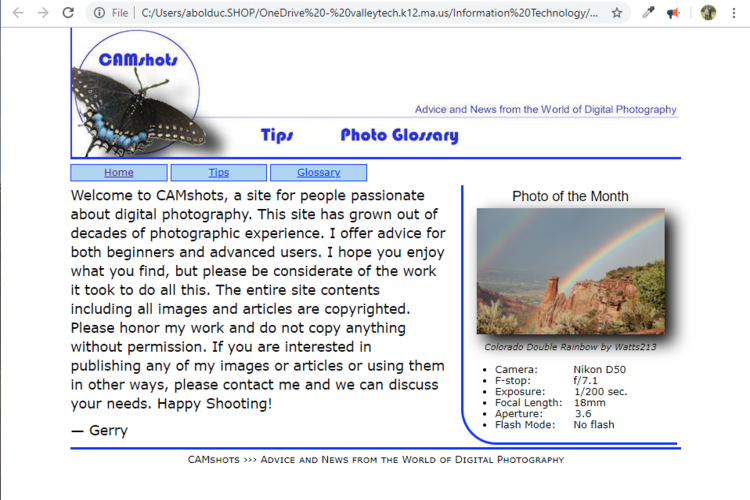 File | C:/Users/abolduc.SHOP/OneDrive%20-%20valleytech.k12.ma.us/Information%20Technology/...
CAMshots
Advice and News from the World of Digital Photography
Tips Photo Glossary
Home Tips Glossary
Welcome to CAMshots, a site for people passionate
about digital photography. This site has grown out of
decades of photographic experience. I offer advice for
both beginners and advanced users. I hope you enjoy
what you find, but please be considerate of the work
it took to do all this. The entire site contents
including all images and articles are copyrighted.
Please honor my work and do not copy anything
without permission. If you are interested in
publishing any of my images or articles or using them
in other ways, please contact me and we can discuss
your needs. Happy Shooting!
— Gerry
Photo of the Month
Colorado Double Rainbow by Watts213
• Camera: Nikon D50
• F-stop: f/7.1
• Exposure: 1/200 sec.
• Focal Length: 18mm
• Aperture: 3.6
• Flash Mode: No flash
CAMshots >>> Advice and News from the World of Digital Photography